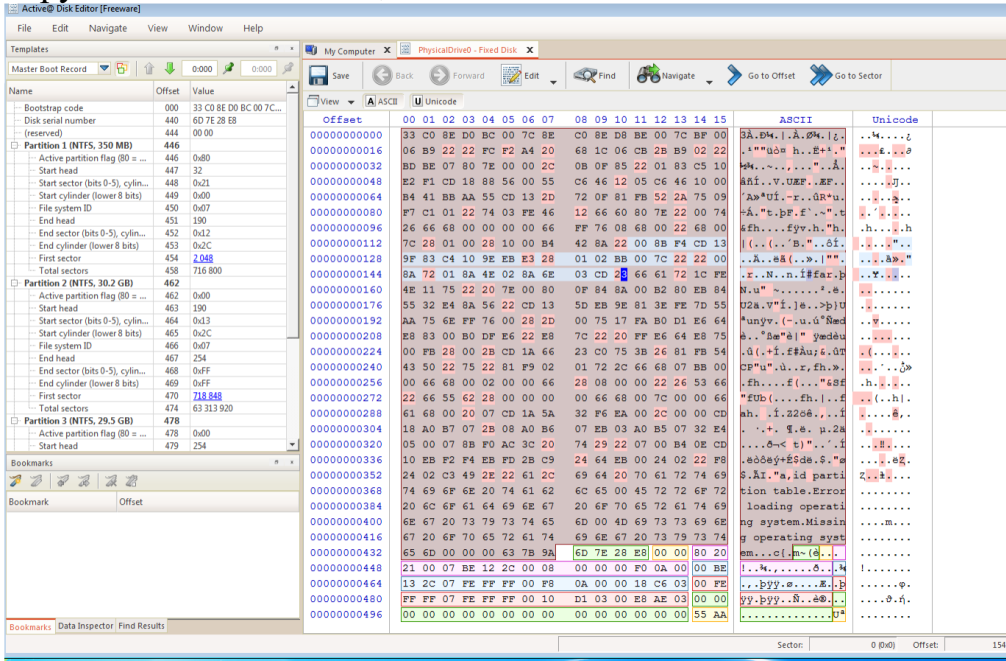 Active@ Disk Editor [Freeware]
File Edit Navigate View Window Help
Templates
My Computer X PhysicalDrive0 - Fixed Disk X
Master Boot Record 0:000 0:000
Save Back Forward Edit Find Navigate Go to Offset Go to Sector
Name Offset Value
View ASCII Unicode
Bootstrap code 000 33 C0 8E D0 BC 00 7C...
Disk serial number 440 6D 7E 28 E8
(reserved) 444 00 00
Partition 1 (NTFS, 350 MB) 446
Active partition flag (80 = ... 446 0x80
Start head 447 32
Start sector (bits 0-5), cylin... 448 0x21
Start cylinder (lower 8 bits) 449 0x00
File system ID 450 0x07
End head 451 190
End sector (bits 0-5), cylin... 452 0x12
End cylinder (lower 8 bits) 453 0x2C
First sector 454 2 048
Total sectors 458 716 800
Partition 2 (NTFS, 30.2 GB) 462
Active partition flag (80 = ... 462 0x00
Start head 463 190
Start sector (bits 0-5), cylin... 464 0x13
Start cylinder (lower 8 bits) 465 0x2C
File system ID 466 0x07
End head 467 254
End sector (bits 0-5), cylin... 468 0xFF
End cylinder (lower 8 bits) 469 0xFF
First sector 470 718 848
Total sectors 474 63 313 920
Partition 3 (NTFS, 29.5 GB) 478
Active partition flag (80 = ... 478 0x00
Start head 479 254
Bookmarks
Bookmark Offset
Bookmarks Data Inspector Find Results
Offset 00 01 02 03 04 05 06 07 08 09 10 11 12 13 14 15 ASCII Unicode
00000000000 33 C0 8E D0 BC 00 7C 8E C0 8E D8 BE 00 7C BF 00
00000000016 06 B9 22 22 FC F2 A4 20 68 1C 06 CB 2B B9 02 22
00000000032 BD BE 07 80 7E 00 00 2C 0B 0F 85 22 01 83 C5 10
00000000048 E2 F1 CD 18 88 56 00 55 C6 46 12 05 C6 46 10 00
00000000064 B4 41 BB AA 55 CD 13 2D 72 0F 81 FB 52 2A 75 09
00000000080 F7 C1 01 22 74 03 FE 46 12 66 60 80 7E 22 00 74
00000000096 26 66 68 00 00 00 00 66 FF 76 08 68 00 22 68 00
00000000112 7C 28 01 00 28 10 00 B4 42 8A 22 00 8B F4 CD 13
00000000128 9F 83 C4 10 9E EB E3 28 01 02 BB 00 7C 22 22 00
00000000144 8A 72 01 8A 4E 02 8A 6E 03 CD 23 66 61 72 1C FE
00000000160 4E 11 75 22 20 7E 00 80 0F 84 8A 00 B2 80 EB 84
00000000176 55 32 E4 8A 56 22 CD 13 5D EB 9E 81 3E FE 7D 55
00000000192 AA 75 6E FF 76 00 28 2D 00 75 17 FA B0 D1 E6 64
00000000208 E8 83 00 B0 DF E6 22 E8 7C 22 20 FF E6 64 E8 75
00000000224 00 FB 28 00 2B CD 1A 66 23 C0 75 3B 26 81 FB 54
00000000240 43 50 22 75 22 81 F9 02 01 72 2C 66 68 07 BB 00
00000000256 00 66 68 00 02 00 00 66 28 08 00 00 22 26 53 66
00000000272 22 66 55 62 28 00 00 00 00 66 68 00 7C 00 00 66
00000000288 61 68 00 20 07 CD 1A 5A 32 F6 EA 00 2C 00 00 CD
00000000304 18 A0 B7 07 2B 08 A0 B6 07 EB 03 A0 B5 07 32 E4
00000000320 05 00 07 8B F0 AC 3C 20 74 29 22 07 00 B4 0E CD
00000000336 10 EB F2 F4 EB FD 2B C9 24 64 EB 00 24 02 22 F8
00000000352 24 02 C3 49 2E 22 61 2C 69 64 20 70 61 72 74 69
00000000368 74 69 6F 6E 20 74 61 62 6C 65 00 45 72 72 6F 72 tion table.Error
00000000384 20 6C 6F 61 64 69 6E 67 20 6F 70 65 72 61 74 69 loading operati
00000000400 6E 67 20 73 79 73 74 65 6D 00 4D 69 73 73 69 6E ng system.Missin
00000000416 67 20 6F 70 65 72 61 74 69 6E 67 20 73 79 73 74 g operating syst
00000000432 65 6D 00 00 00 63 7B 9A 6D 7E 28 E8 00 00 80 20
00000000448 21 00 07 BE 12 2C 00 08 00 00 00 F0 0A 00 00 BE
00000000464 13 2C 07 FE FF FF 00 F8 0A 00 00 18 C6 03 00 FE
00000000480 FF FF 07 FE FF FF 00 10 D1 03 00 E8 AE 03 00 00
00000000496 00 00 00 00 00 00 00 00 00 00 00 00 00 00 55 AA
Sector: 0 (0x0) Offset: 154